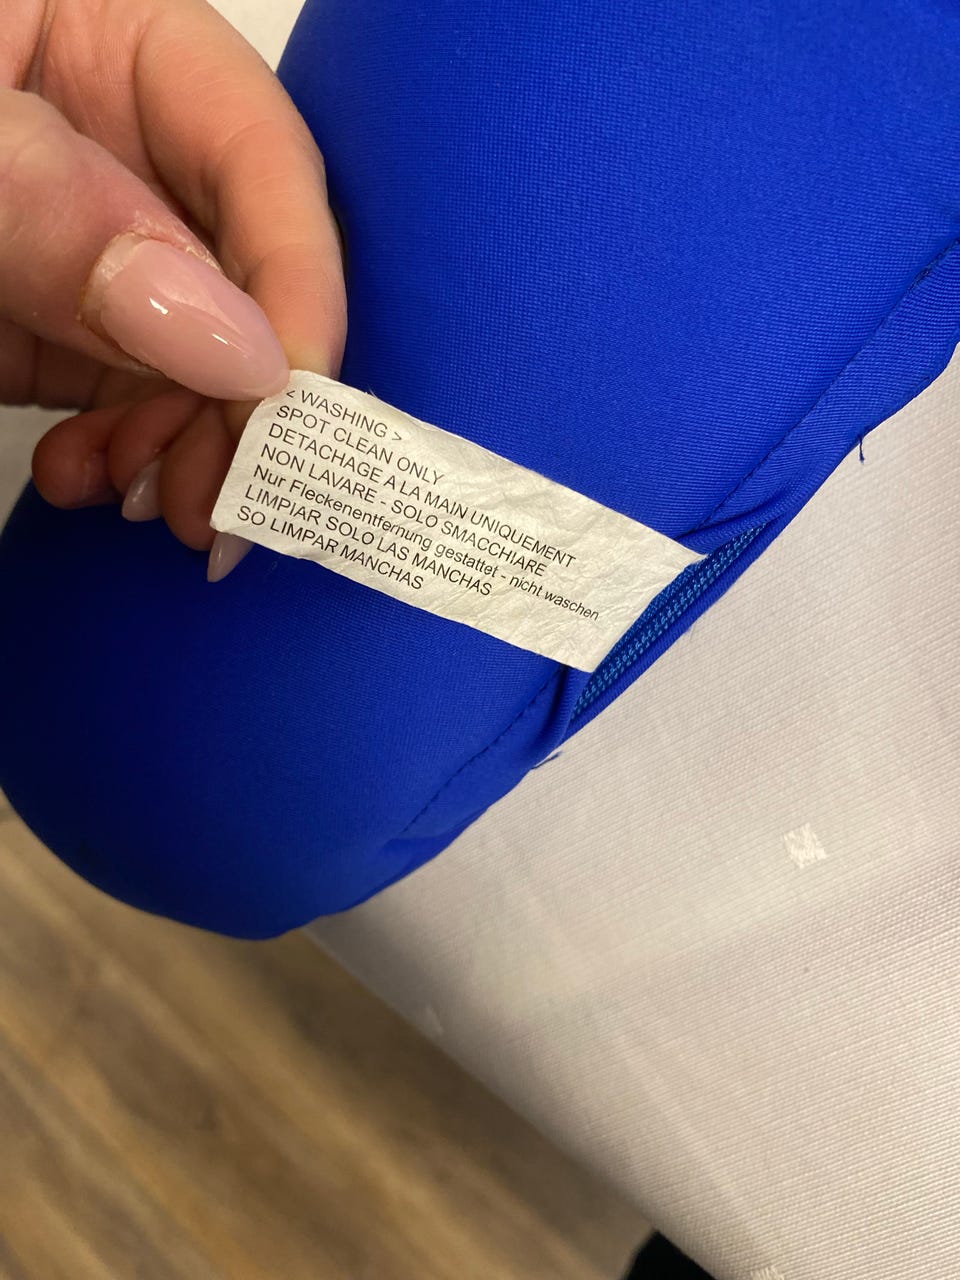 < WASHING >
SPOT CLEAN ONLY
DETACHAGE A LA MAIN UNIQUEMENT
NON LAVARE - SOLO SMACCHIARE
Nur Fleckenentfernung gestattet - nicht waschen
LIMPIAR SOLO LAS MANCHAS
SO LIMPAR MANCHAS